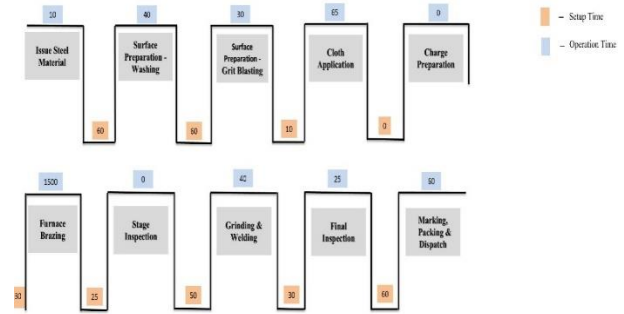 10 40 30 65 0
– Setup Time
– Operation Time
Issue Steel
Material
Surface
Preparation -
Washing
Surface
Preparation -
Grit Blasting
Cloth
Application
Charge
Preparation
60 60 10 0
1500 0 40 25
Furnace
Brazing
Stage
Inspection
Grinding &
Welding
Final
Inspection
Marking,
Packing &
Dispatch
25 50 30 60